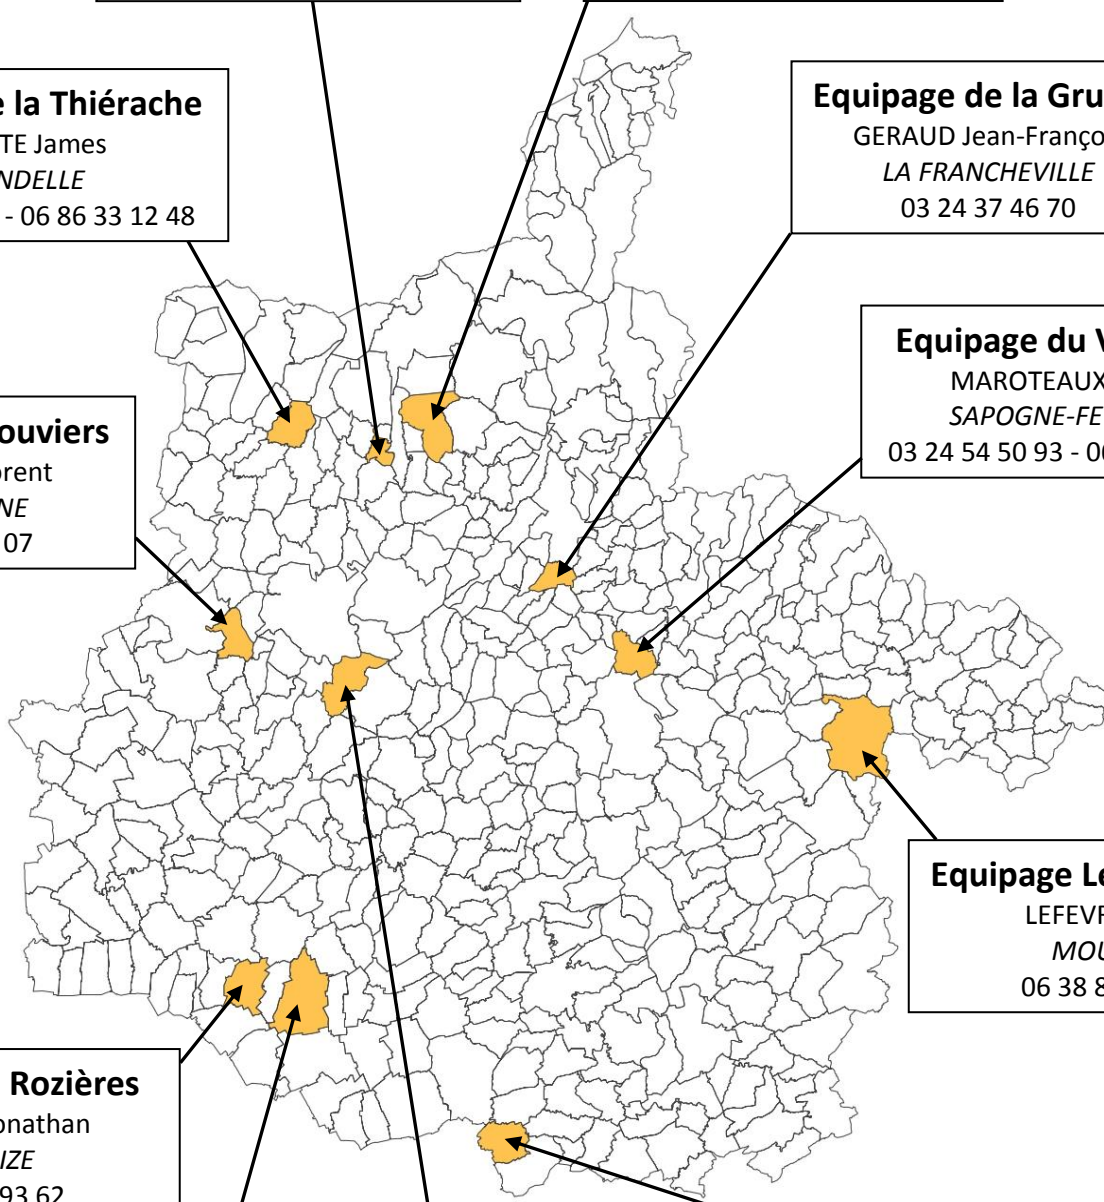 e la Thiérache
TE James
NDELLE
- 06 86 33 12 48
Equipage de la Gru
GERAUD Jean-Franço
LA FRANCHEVILLE
03 24 37 46 70
Equipage du V
MAROTEAUX
SAPOGNE-FE
03 24 54 50 93 - 06
ouviers
orent
NE
07
Equipage Le
LEFEVR
MOU
06 38 8
Rozières
onathan
IZE
93 62